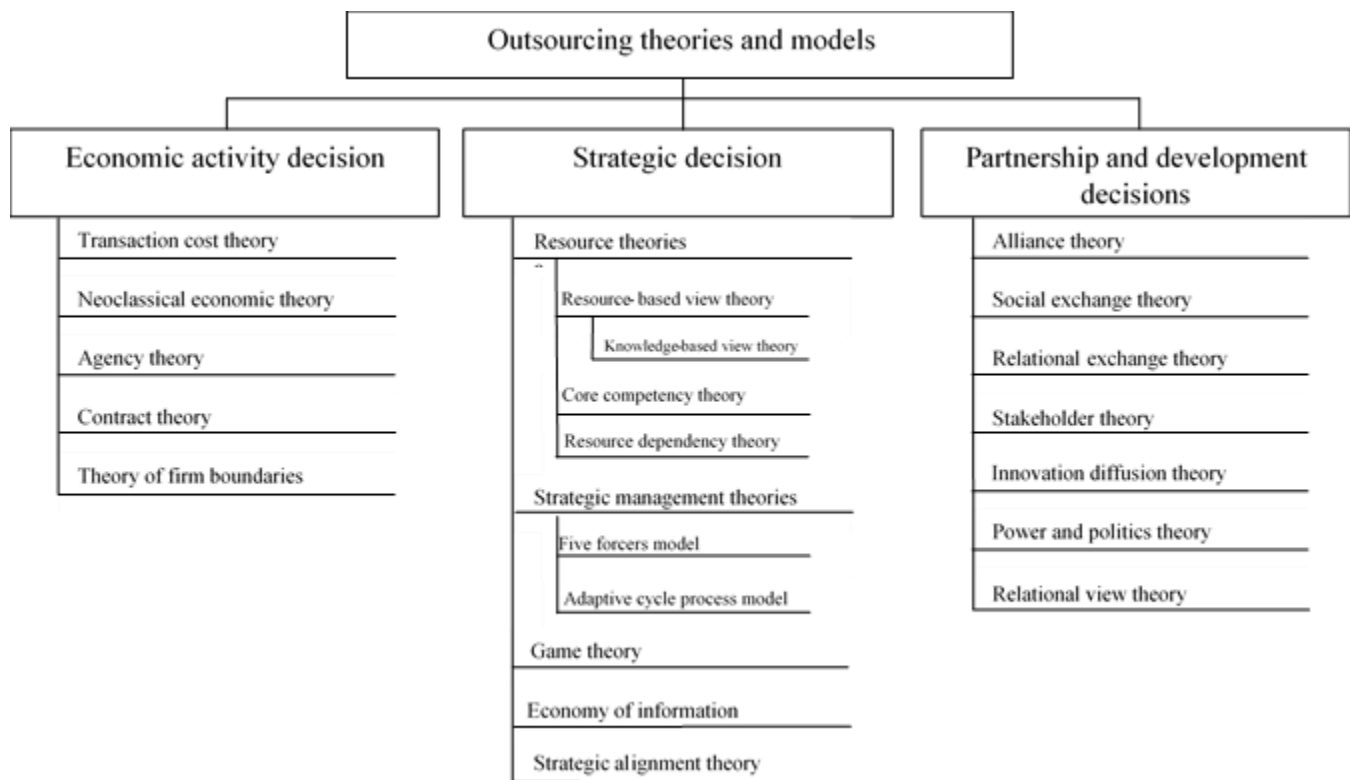 Outsourcing theories and models
Economic activity decision
Transaction cost theory
Neoclassical economic theory
Agency theory
Contract theory
Theory of firm boundaries
Strategic decision
Resource theories
Resource-based view theory
Knowledge-based view theory
Core competency theory
Resource dependency theory
Strategic management theories
Five forcers model
Adaptive cycle process model
Game theory
Economy of information
Strategic alignment theory
Partnership and development
decisions
Alliance theory
Social exchange theory
Relational exchange theory
Stakeholder theory
Innovation diffusion theory
Power and politics theory
Relational view theory